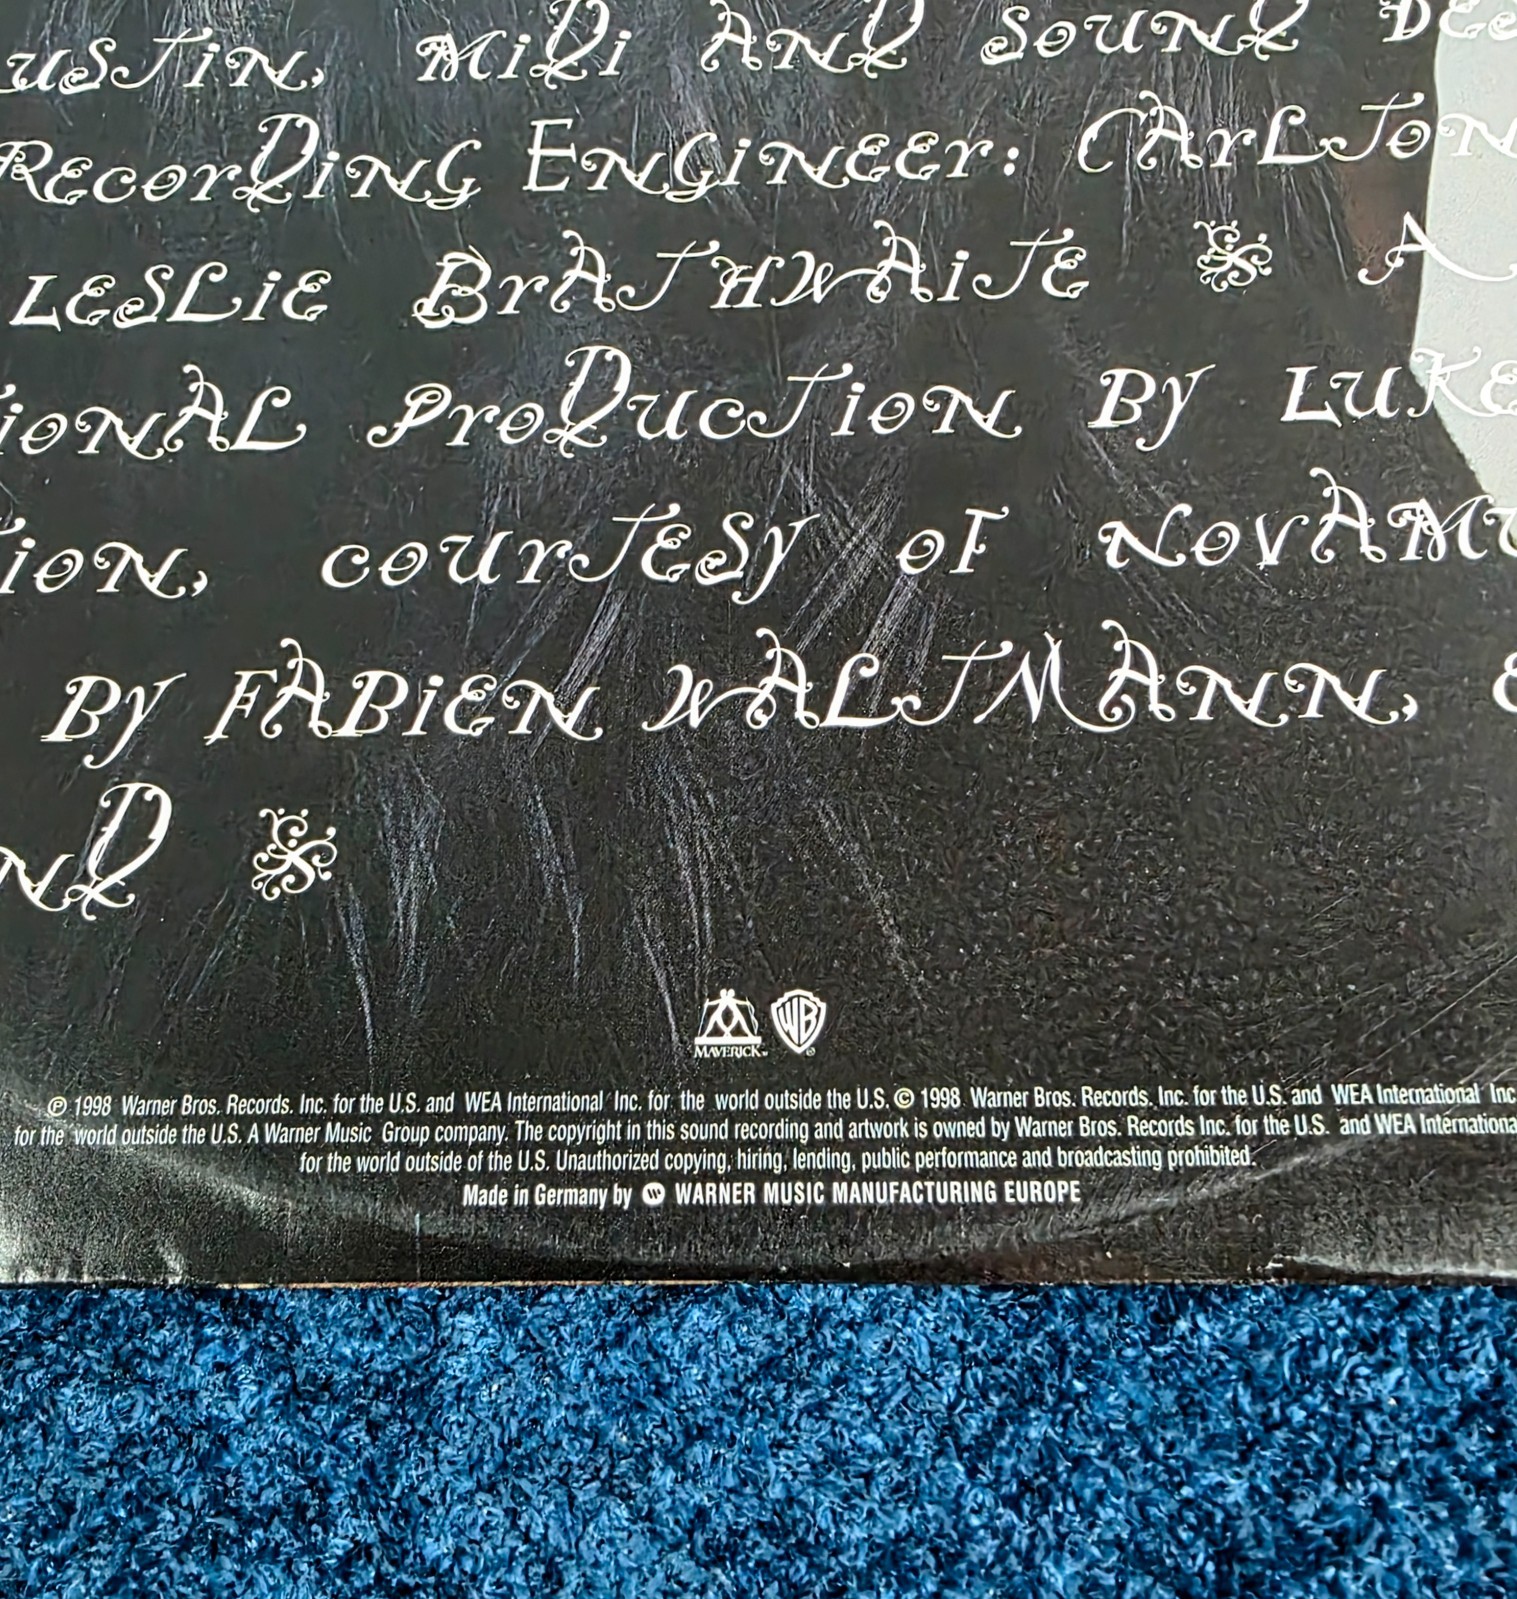 USTIN, MIDI AND SOUND DES
RECORDING ENGINEER: CARLTON
LESLIE BRATHWAITE A
IONAL PRODUCTION BY LUKE
ION, COURTESY OF NOVAMU
BY FABIEN WALTMANN, E
ND
MAVERICK™ WB ®
℗ 1998 Warner Bros. Records. Inc. for the U.S. and WEA International Inc. for the world outside the U.S. © 1998 Warner Bros. Records. Inc. for the U.S. and WEA International Inc
for the world outside the U.S. A Warner Music Group company. The copyright in this sound recording and artwork is owned by Warner Bros. Records Inc. for the U.S. and WEA Internationa
for the world outside of the U.S. Unauthorized copying, hiring, lending, public performance and broadcasting prohibited.
Made in Germany by WARNER MUSIC MANUFACTURING EUROPE